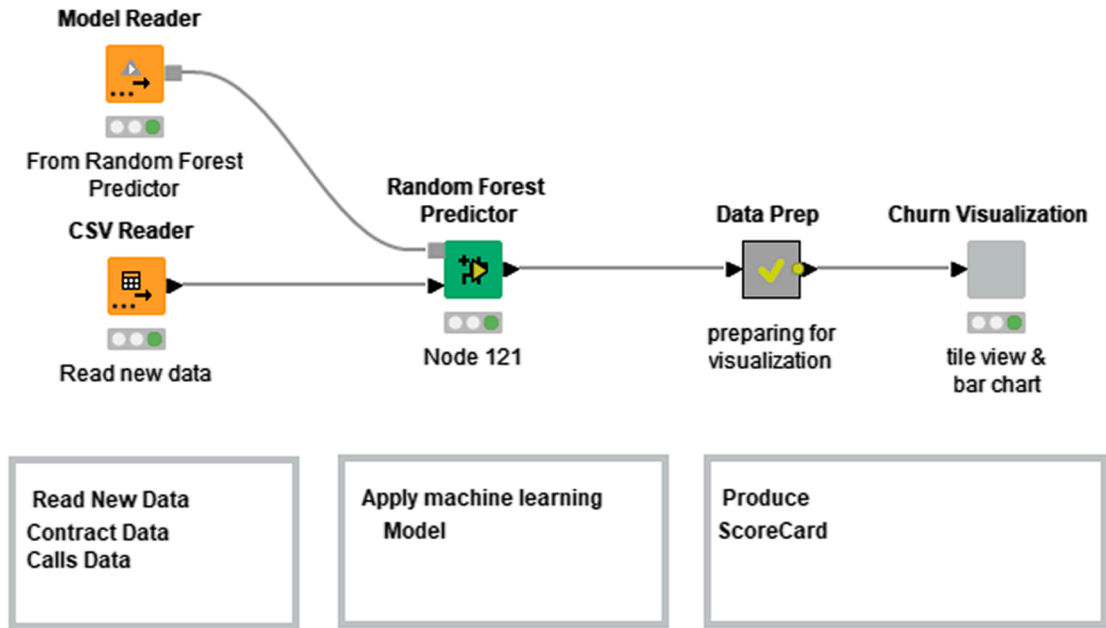 Model Reader
From Random Forest
Predictor
CSV Reader
Read new data
Random Forest
Predictor
Node 121
Data Prep
preparing for
visualization
Churn Visualization
tile view &
bar chart
Read New Data
Contract Data
Calls Data
Apply machine learning
Model
Produce
ScoreCard